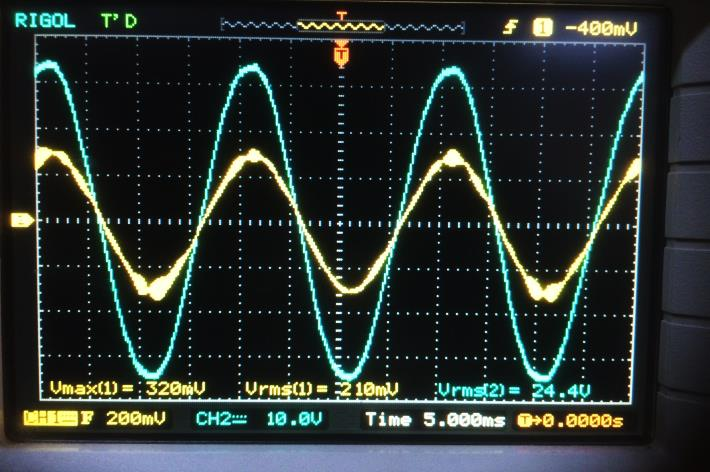 RIGOL T'D T 1 -400mV
T
Vmax(1)= 320mV Vrms(1)= 210mV Vrms(2)= 24.4V
F 200mV CH2 10.0V Time 5.000ms T→0.0000s